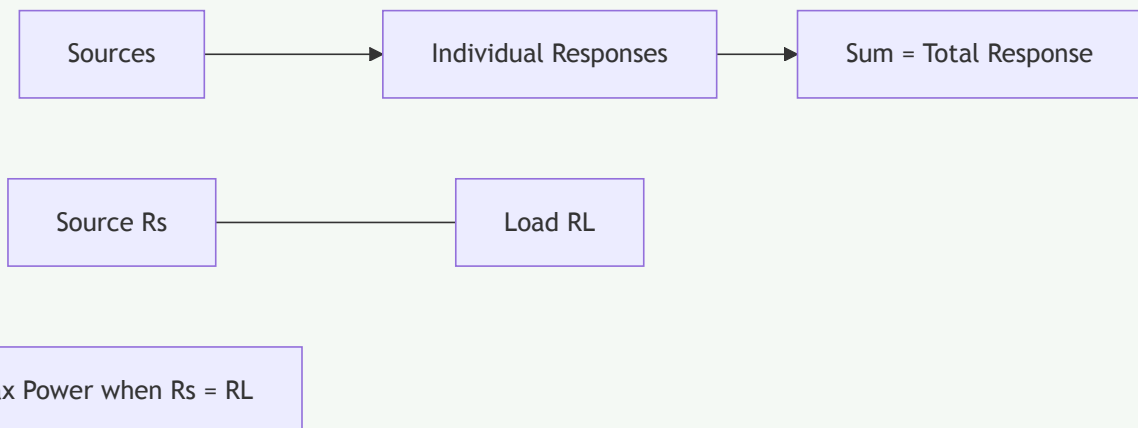 Sources
Individual Responses
Sum = Total Response
Source Rs
Load RL
Power when Rs = RL